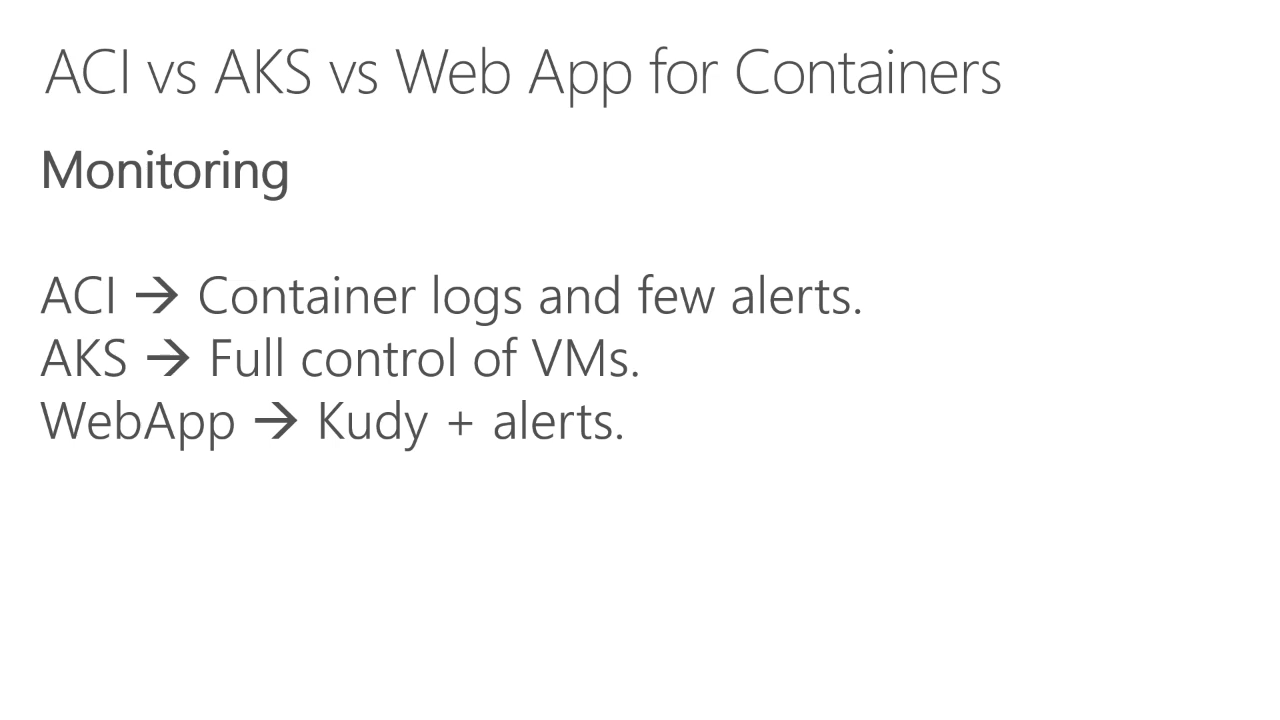 ACI vs AKS vs Web App for Containers
Monitoring
ACI → Container logs and few alerts.
AKS → Full control of VMs.
WebApp → Kudy + alerts.